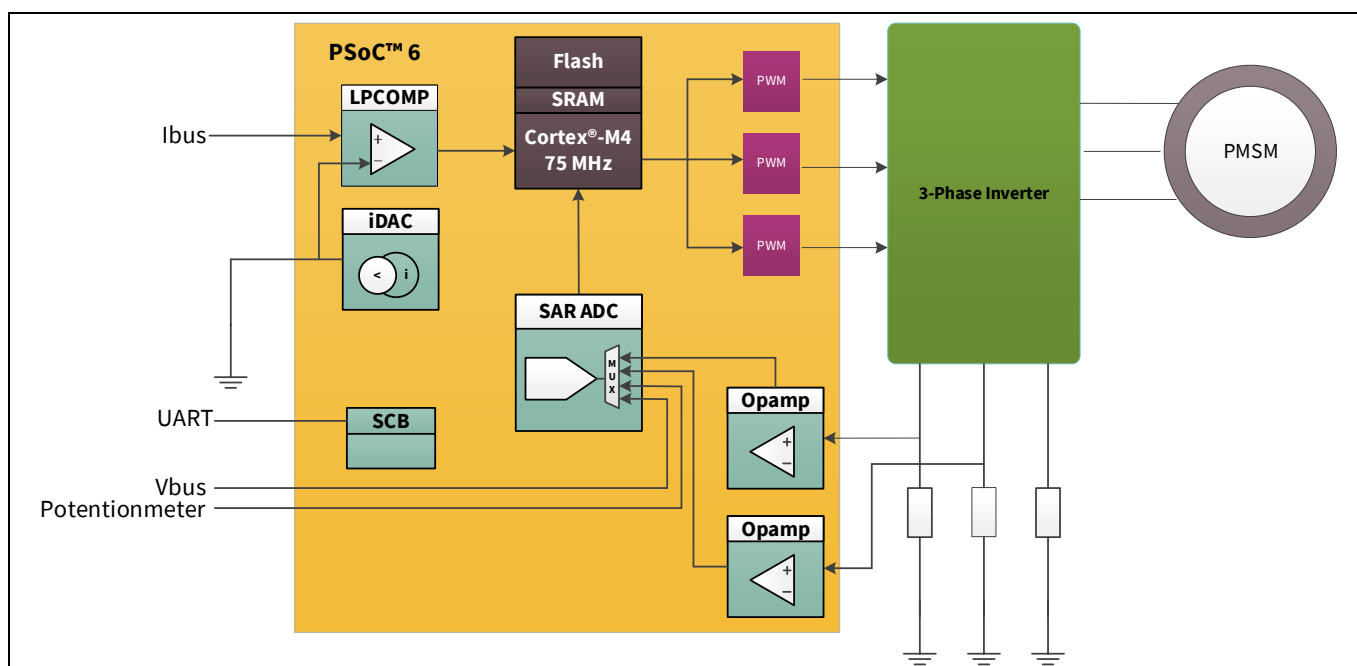 PSoC™ 6
Flash
SRAM
Cortex®-M4
75 MHz
LPCOMP
+
−
Ibus
iDAC
<
i
PWM
PWM
PWM
3-Phase Inverter
PMSM
SAR ADC
MUX
UART
SCB
Vbus
Potentionmeter
Opamp
+
−
Opamp
+
−